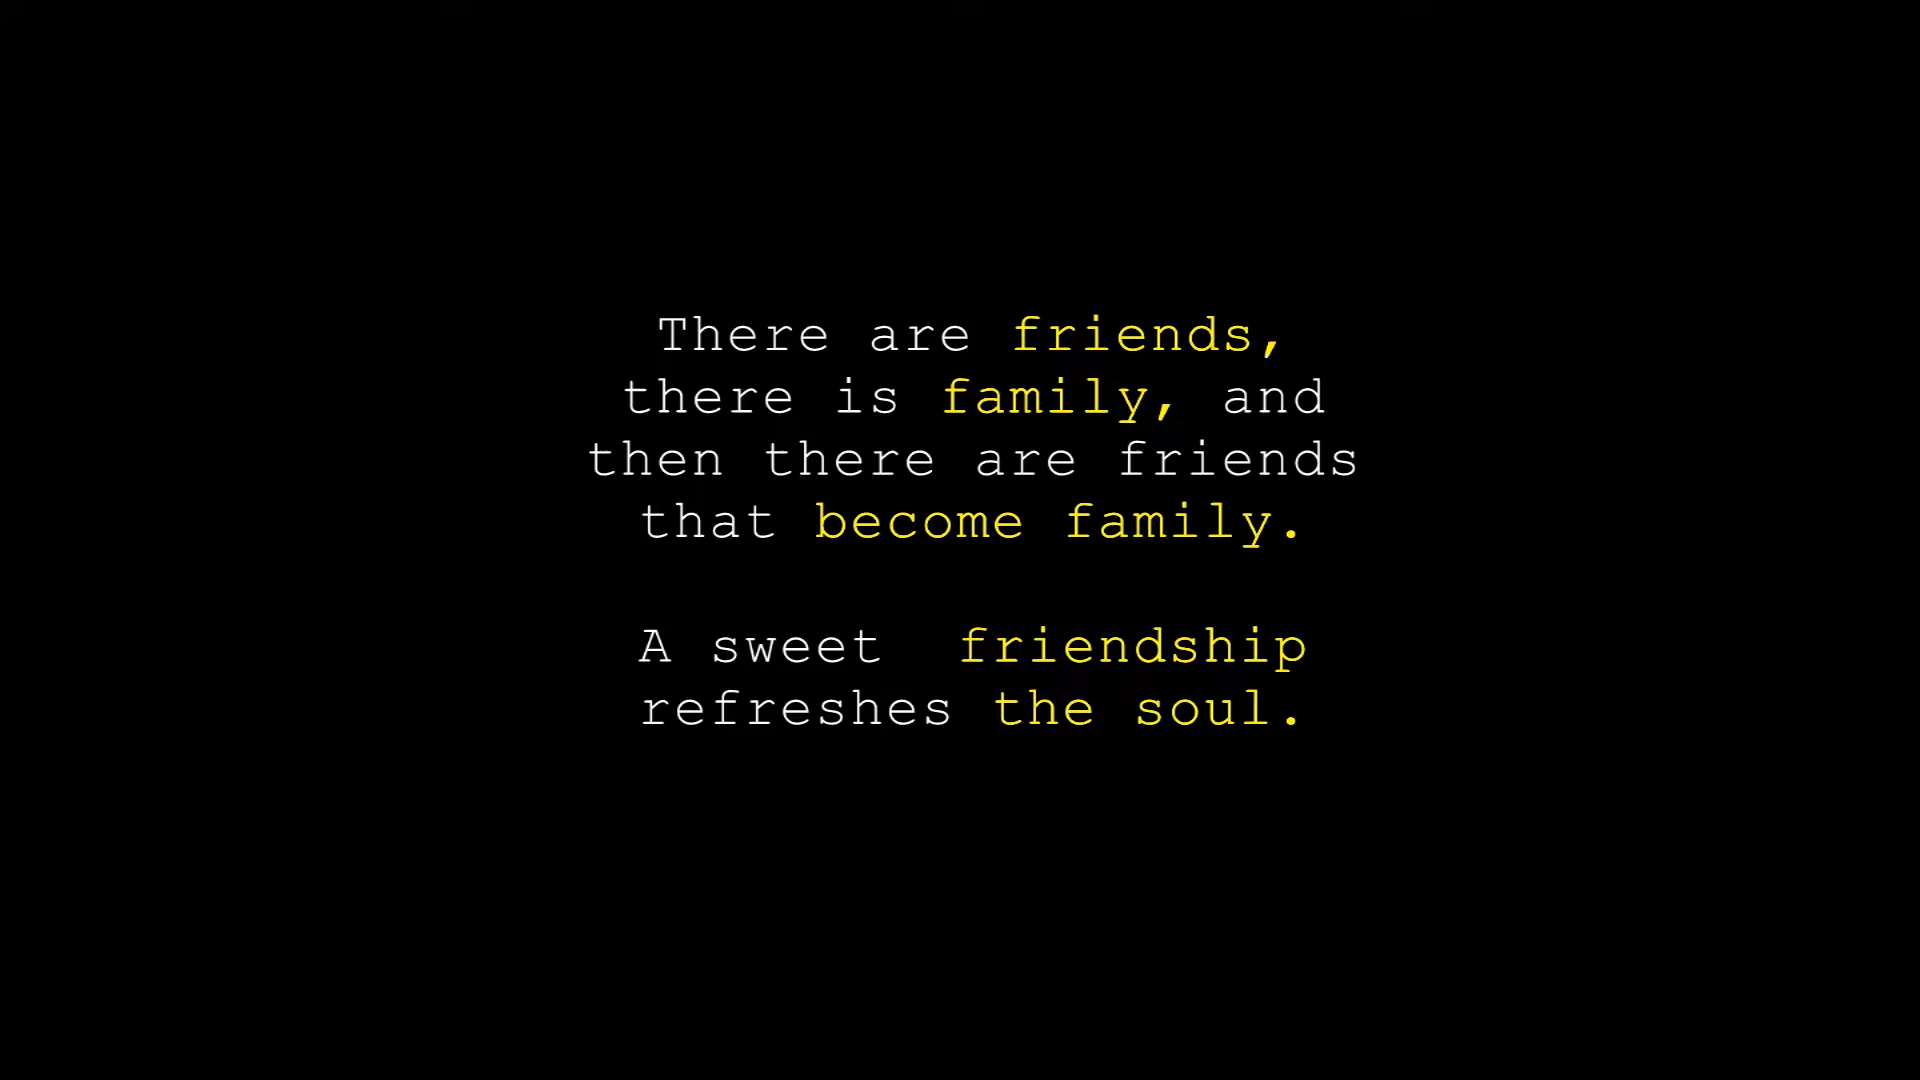 There are friends,
there is family, and
then there are friends
that become family.
A sweet  friendship
refreshes the soul.